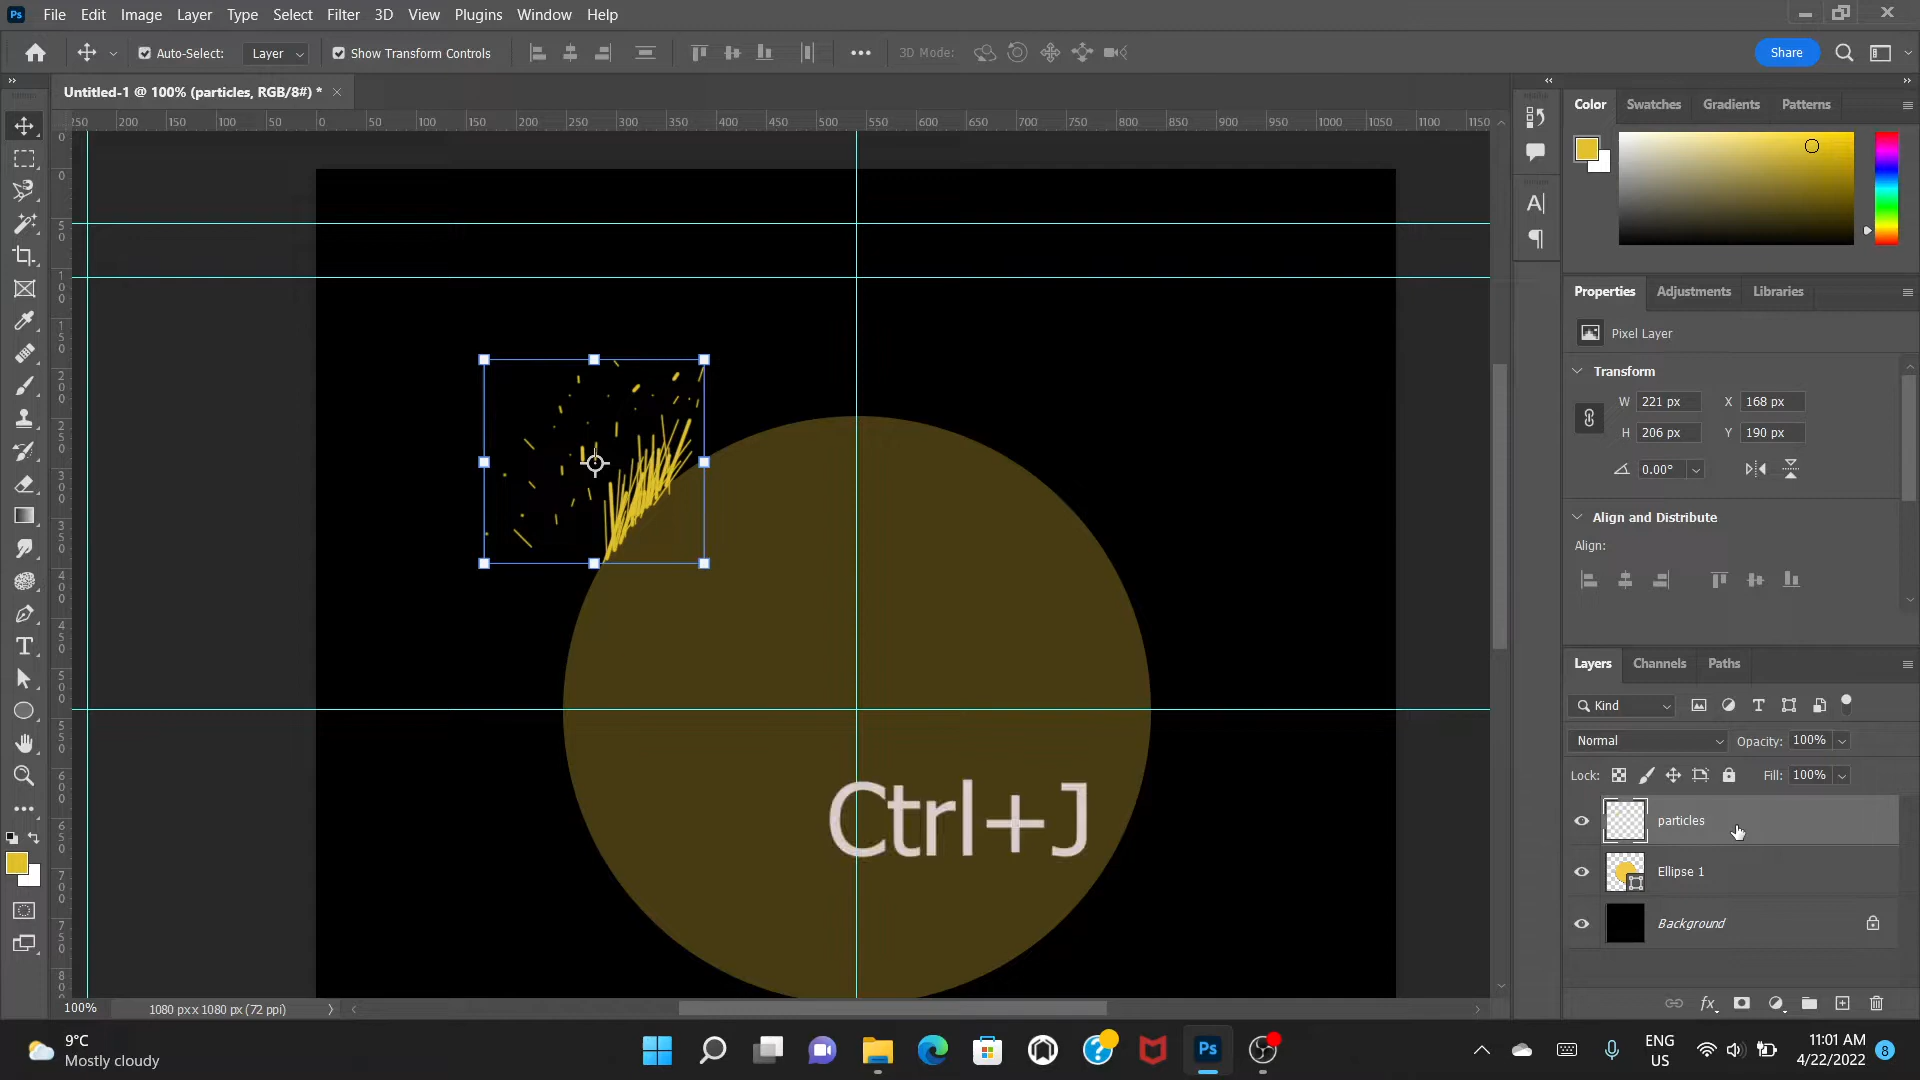 Ps File Edit Image Layer Type Select Filter 3D View Plugins Window Help
Auto-Select: Layer Show Transform Controls 3D Mode: Share
Untitled-1 @ 100% (particles, RGB/8#) *
200 150 100 50 0 50 100 150 200 250 300 350 400 450 500 550 600 650 700 750 800 850 900 950 1000 1050 1100 1150
Color Swatches Gradients Patterns
Properties Adjustments Libraries
Pixel Layer
Transform
W 221 px X 168 px
H 206 px Y 190 px
0.00°
Align and Distribute
Align:
Layers Channels Paths
Kind
Normal Opacity: 100%
Lock: Fill: 100%
particles
Ellipse 1
Background
Ctrl+J
100% 1080 px x 1080 px (72 ppi)
9°C
Mostly cloudy
Ps
ENG
US
11:01 AM
4/22/2022
8